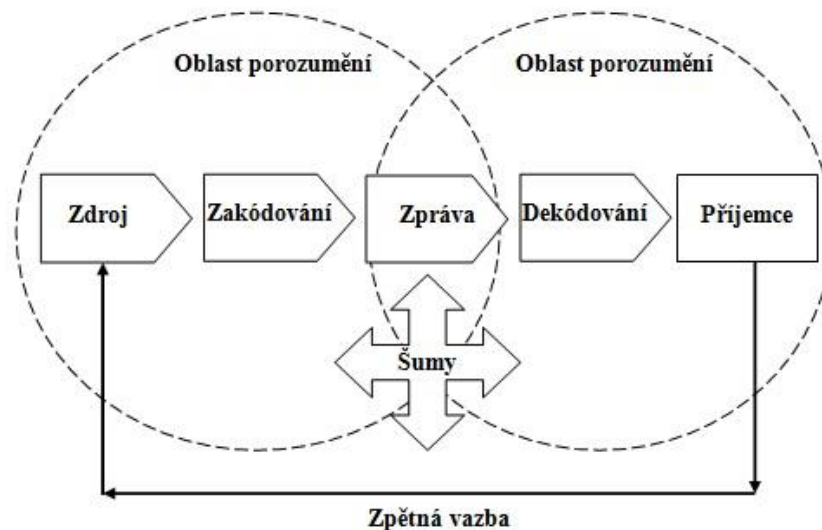 Oblast porozumění
Oblast porozumění
Zdroj
Zakódování
Zpráva
Dekódování
Příjemce
Šumy
Zpětná vazba